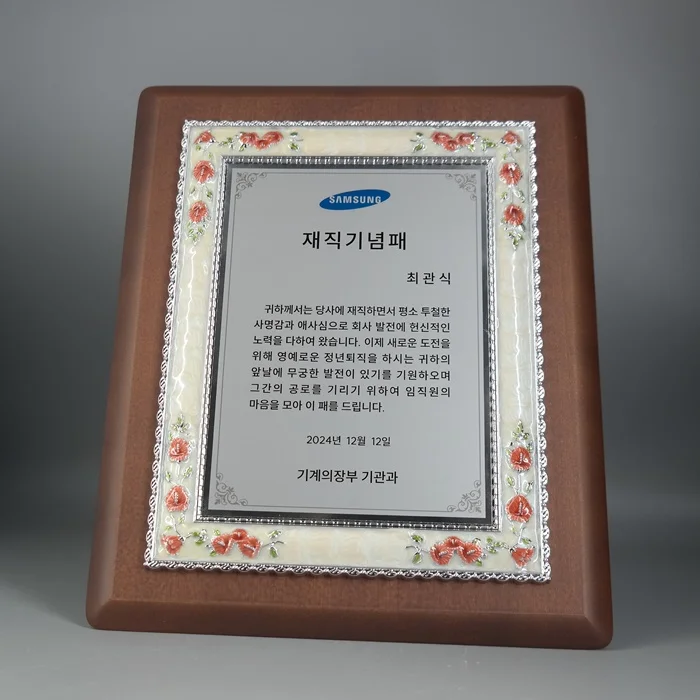 SAMSUNG
재직기념패
최관식
귀하께서는 당사에 재직하면서 평소 투철한
사명감과 애사심으로 회사 발전에 헌신적인
노력을 다하여 왔습니다. 이제 새로운 도전을
위해 영예로운 정년퇴직을 하시는 귀하의
앞날에 무궁한 발전이 있기를 기원하오며
그간의 공로를 기리기 위하여 임직원의
마음을 모아 이 패를 드립니다.
2024년 12월 12일
기계의장부 기관과